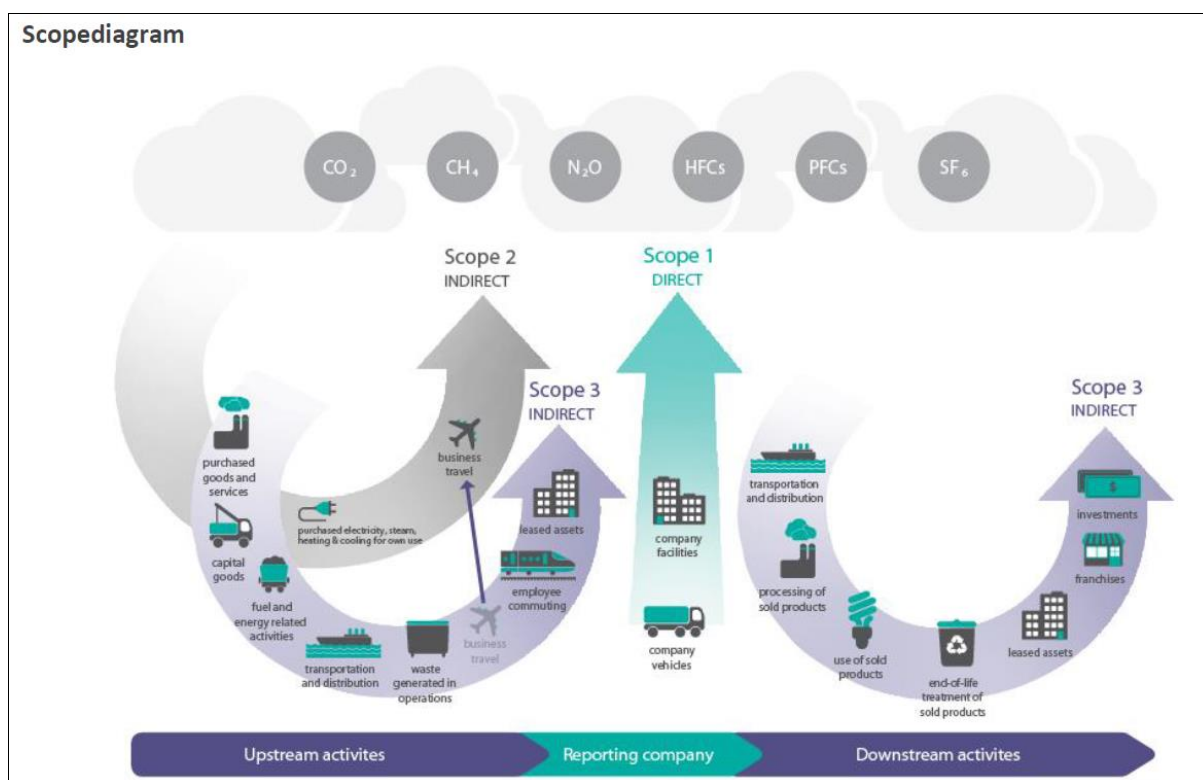 Scopediagram
CO₂
CH₄
N₂O
HFCs
PFCs
SF₆
Scope 2
INDIRECT
Scope 1
DIRECT
Scope 3
INDIRECT
Scope 3
INDIRECT
purchased
goods and
services
capital
goods
fuel and
energy related
activities
purchased electricity, steam,
heating & cooling for own use
transportation
and distribution
waste
generated in
operations
business
travel
business
travel
employee
commuting
leased assets
company
facilities
company
vehicles
transportation
and distribution
processing of
sold products
use of sold
products
end-of-life
treatment of
sold products
leased assets
franchises
$
investments
Upstream activites
Reporting company
Downstream activites